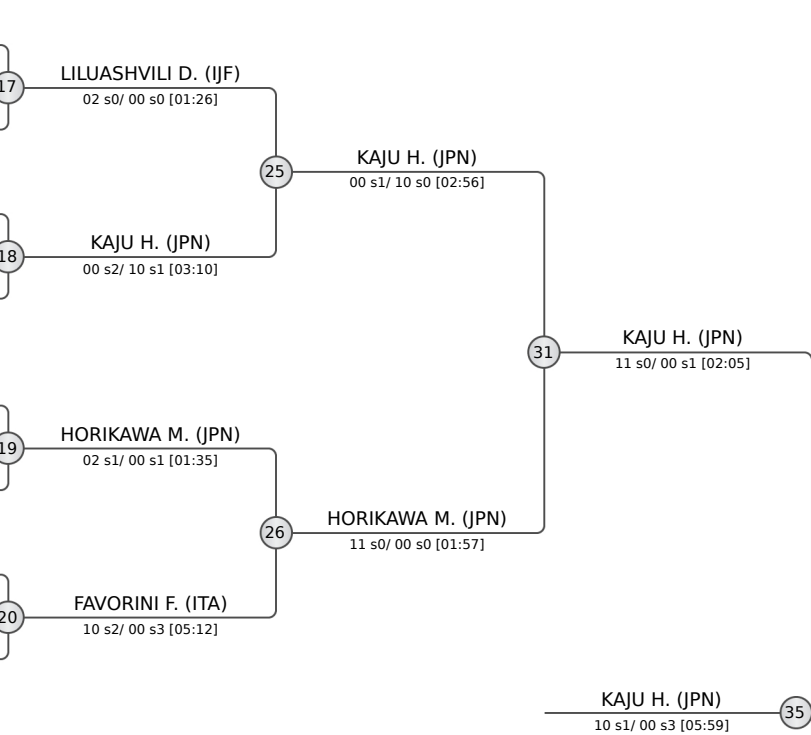 LILUASHVILI D. (IJF)
17
02 s0/ 00 s0 [01:26]
KAJU H. (JPN)
25
00 s1/ 10 s0 [02:56]
KAJU H. (JPN)
18
00 s2/ 10 s1 [03:10]
KAJU H. (JPN)
31
11 s0/ 00 s1 [02:05]
HORIKAWA M. (JPN)
19
02 s1/ 00 s1 [01:35]
HORIKAWA M. (JPN)
26
11 s0/ 00 s0 [01:57]
FAVORINI F. (ITA)
20
10 s2/ 00 s3 [05:12]
KAJU H. (JPN)
35
10 s1/ 00 s3 [05:59]